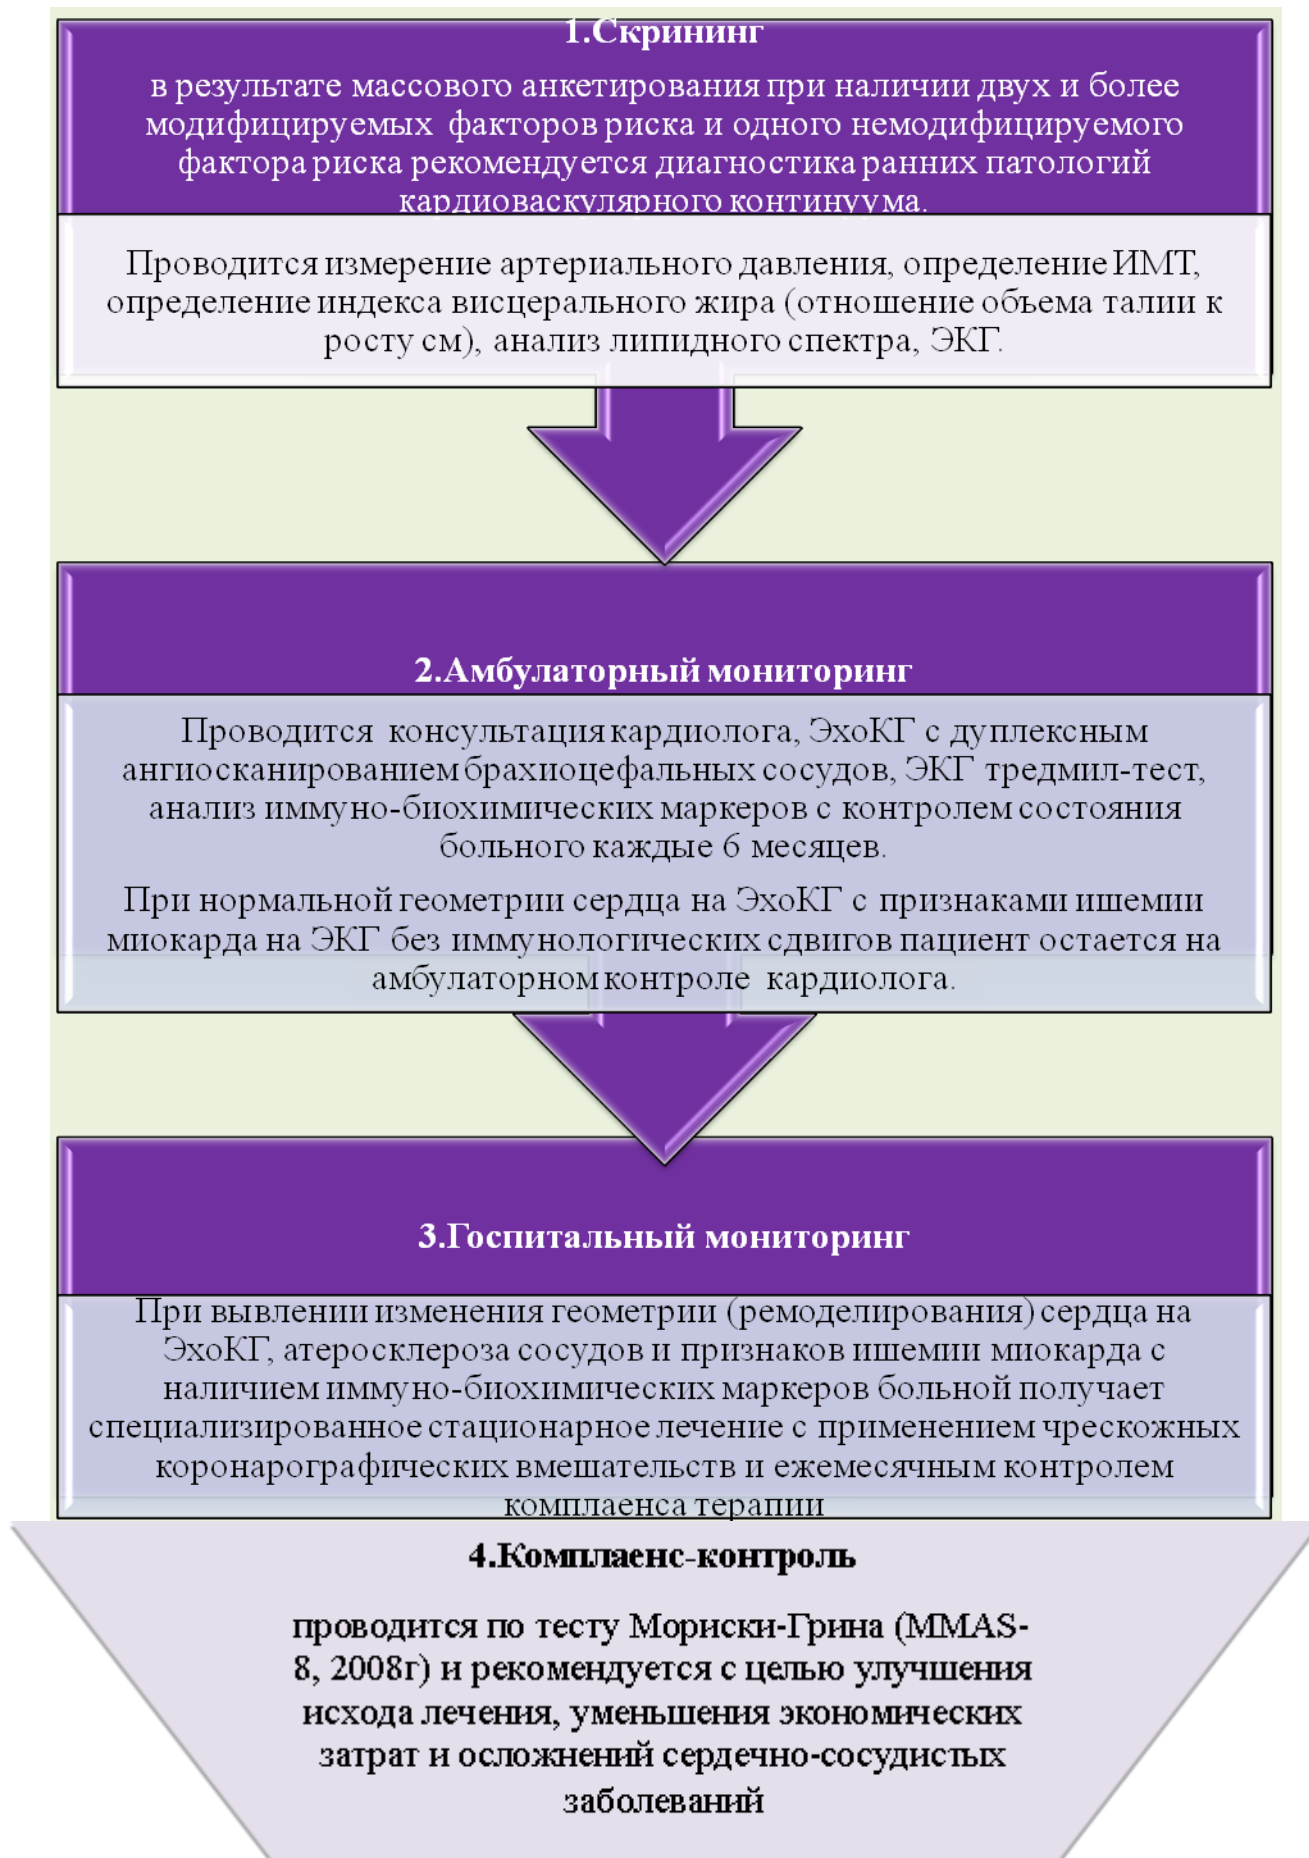 1.Скрининг
в результате массового анкетирования при наличии двух и более
модифицируемых факторов риска и одного немодифицируемого
фактора риска рекомендуется диагностика ранних патологий
кардиоваскулярного континуума.
Проводится измерение артериального давления, определение ИМТ,
определение индекса висцерального жира (отношение объема талии к
росту см), анализ липидного спектра, ЭКГ.
2.Амбулаторный мониторинг
Проводится консультация кардиолога, ЭхоКГ с дуплексным
ангиосканированием брахиоцефальных сосудов, ЭКГ тредмил-тест,
анализ иммуно-биохимических маркеров с контролем состояния
больного каждые 6 месяцев.
При нормальной геометрии сердца на ЭхоКГ с признаками ишемии
миокарда на ЭКГ без иммунологических сдвигов пациент остается на
амбулаторном контроле кардиолога.
3.Госпитальный мониторинг
При вывлении изменения геометрии (ремоделирования) сердца на
ЭхоКГ, атеросклероза сосудов и признаков ишемии миокарда с
наличием иммуно-биохимических маркеров больной получает
специализированное стационарное лечение с применением чрескожных
коронарографических вмешательств и ежемесячным контролем
комплаенса терапии
4.Комплаенс-контроль
проводится по тесту Мориски-Грина (MMAS-
8, 2008г) и рекомендуется с целью улучшения
исхода лечения, уменьшения экономических
затрат и осложнений сердечно-сосудистых
заболеваний